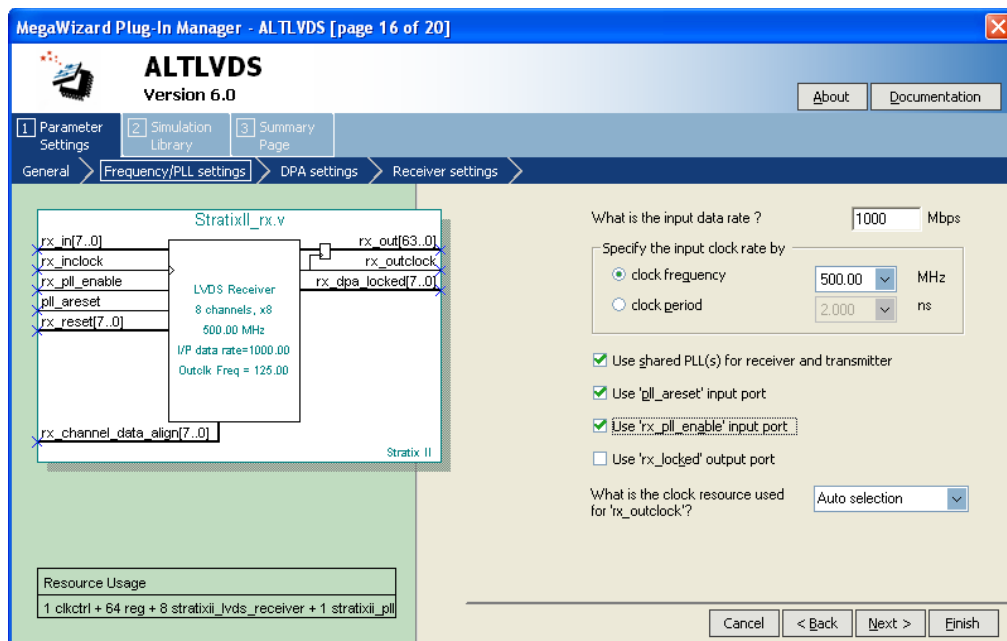 MegaWizard Plug-In Manager - ALTLVDS [page 16 of 20]
ALTLVDS
Version 6.0
About
Documentation
1 Parameter Settings
2 Simulation Library
3 Summary Page
General
Frequency/PLL settings
DPA settings
Receiver settings
StratixII_rx.v
rx_in[7..0]
rx_inclock
rx_pll_enable
pll_areset
rx_reset[7..0]
rx_out[63..0]
rx_outclock
rx_dpa_locked[7..0]
LVDS Receiver
8 channels, x8
500.00 MHz
I/P data rate=1000.00
Outclk Freq = 125.00
rx_channel_data_align[7..0]
Stratix II
Resource Usage
1 clkctrl + 64 reg + 8 stratixii_lvds_receiver + 1 stratixii_pll
What is the input data rate ? 1000 Mbps
Specify the input clock rate by
clock frequency 500.00 MHz
clock period 2.000 ns
Use shared PLL(s) for receiver and transmitter
Use 'pll_areset' input port
Use 'rx_pll_enable' input port
Use 'rx_locked' output port
What is the clock resource used
for 'rx_outclock'?
Auto selection
Cancel
< Back
Next >
Finish